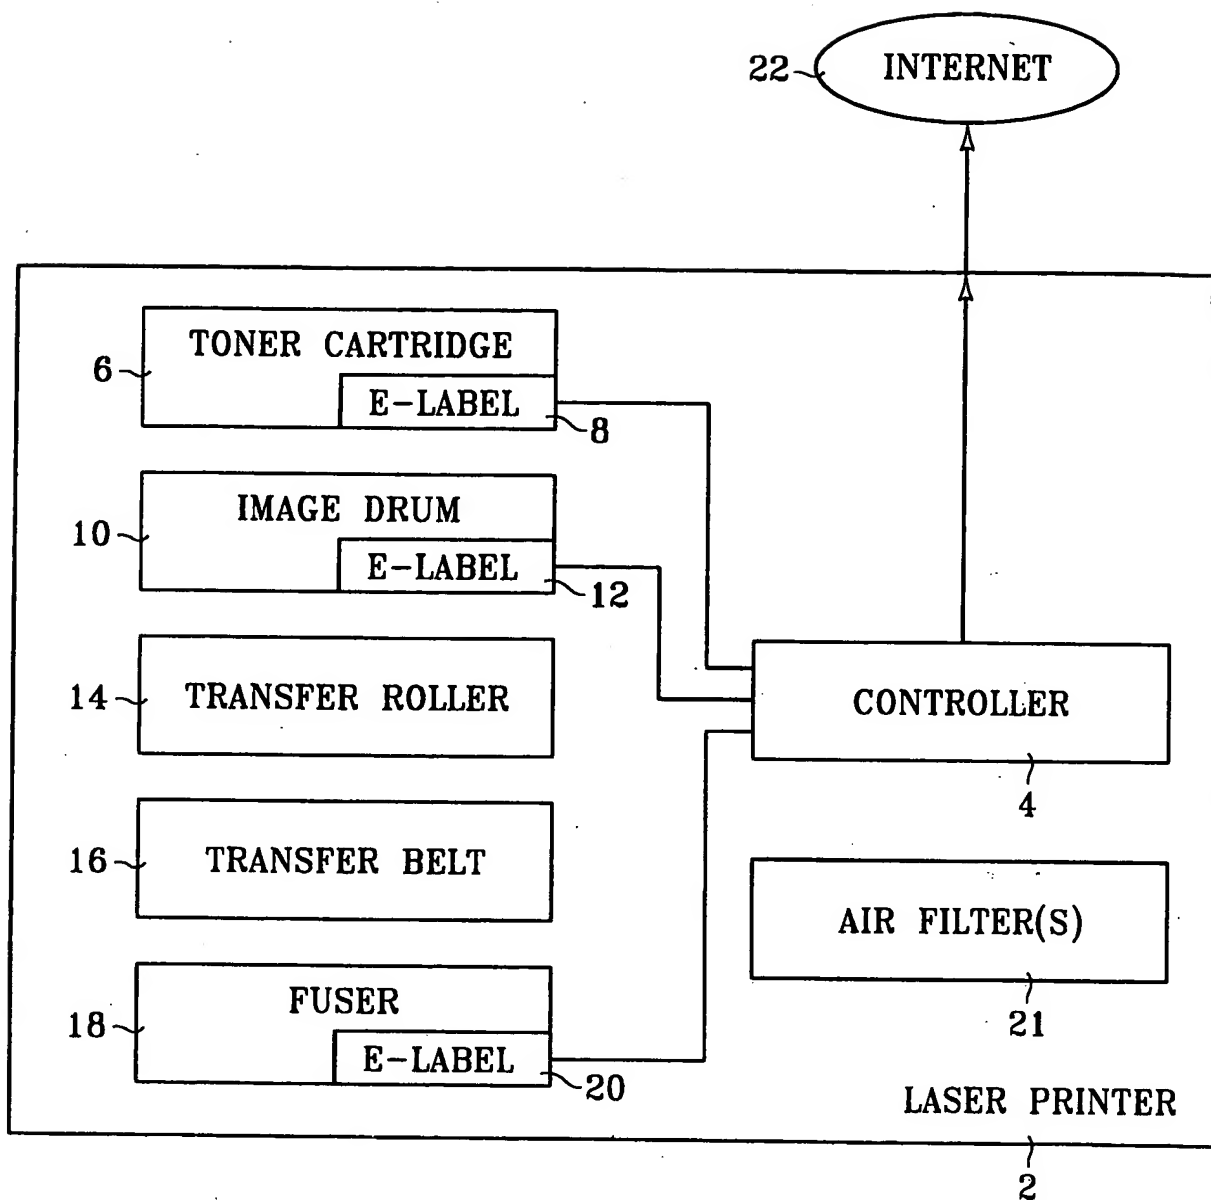 22
INTERNET
TONER CARTRIDGE
6
E-LABEL
8
IMAGE DRUM
10
E-LABEL
12
14
TRANSFER ROLLER
CONTROLLER
4
16
TRANSFER BELT
AIR FILTER(S)
21
FUSER
18
E-LABEL
20
LASER PRINTER
2